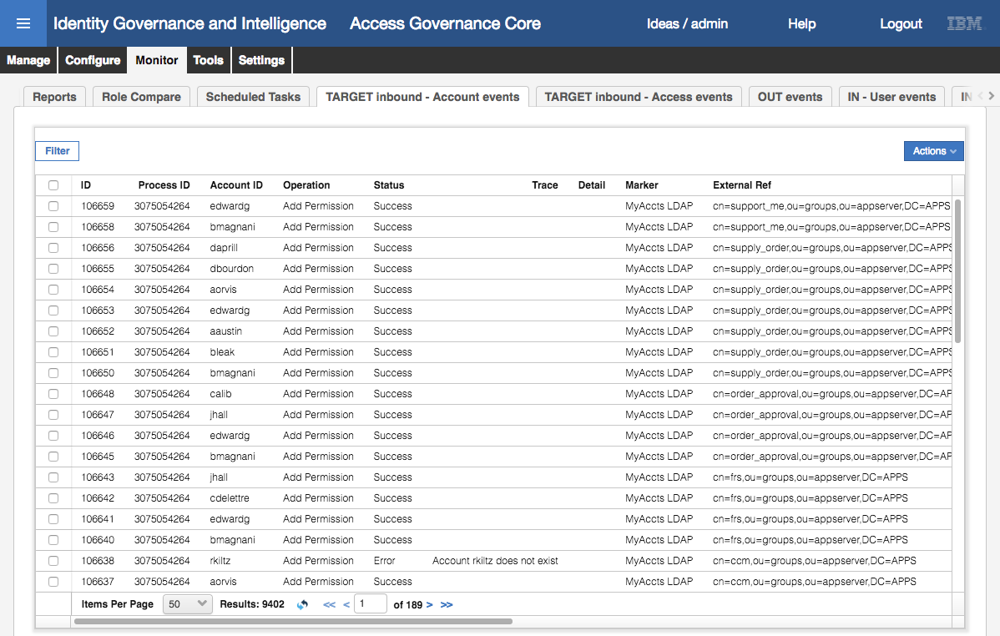 Identity Governance and Intelligence Access Governance Core Ideas / admin Help Logout IBM
Manage Configure Monitor Tools Settings
Reports Role Compare Scheduled Tasks TARGET inbound - Account events TARGET inbound - Access events OUT events IN - User events IN
Filter Actions
ID Process ID Account ID Operation Status Trace Detail Marker External Ref
106659 3075054264 edwardg Add Permission Success MyAccts LDAP cn=support_me,ou=groups,ou=appserver,DC=APPS
106658 3075054264 bmagnani Add Permission Success MyAccts LDAP cn=support_me,ou=groups,ou=appserver,DC=APPS
106656 3075054264 daprill Add Permission Success MyAccts LDAP cn=supply_order,ou=groups,ou=appserver,DC=APPS
106655 3075054264 dbourdon Add Permission Success MyAccts LDAP cn=supply_order,ou=groups,ou=appserver,DC=APPS
106654 3075054264 aorvis Add Permission Success MyAccts LDAP cn=supply_order,ou=groups,ou=appserver,DC=APPS
106653 3075054264 edwardg Add Permission Success MyAccts LDAP cn=supply_order,ou=groups,ou=appserver,DC=APPS
106652 3075054264 aaustin Add Permission Success MyAccts LDAP cn=supply_order,ou=groups,ou=appserver,DC=APPS
106651 3075054264 bleak Add Permission Success MyAccts LDAP cn=supply_order,ou=groups,ou=appserver,DC=APPS
106650 3075054264 bmagnani Add Permission Success MyAccts LDAP cn=supply_order,ou=groups,ou=appserver,DC=APPS
106648 3075054264 calib Add Permission Success MyAccts LDAP cn=order_approval,ou=groups,ou=appserver,DC=AP
106647 3075054264 jhall Add Permission Success MyAccts LDAP cn=order_approval,ou=groups,ou=appserver,DC=AP
106646 3075054264 edwardg Add Permission Success MyAccts LDAP cn=order_approval,ou=groups,ou=appserver,DC=AP
106645 3075054264 bmagnani Add Permission Success MyAccts LDAP cn=order_approval,ou=groups,ou=appserver,DC=AP
106643 3075054264 jhall Add Permission Success MyAccts LDAP cn=frs,ou=groups,ou=appserver,DC=APPS
106642 3075054264 cdelettre Add Permission Success MyAccts LDAP cn=frs,ou=groups,ou=appserver,DC=APPS
106641 3075054264 edwardg Add Permission Success MyAccts LDAP cn=frs,ou=groups,ou=appserver,DC=APPS
106640 3075054264 bmagnani Add Permission Success MyAccts LDAP cn=frs,ou=groups,ou=appserver,DC=APPS
106638 3075054264 rkiltz Add Permission Error Account rkiltz does not exist MyAccts LDAP cn=ccm,ou=groups,ou=appserver,DC=APPS
106637 3075054264 aorvis Add Permission Success MyAccts LDAP cn=ccm,ou=groups,ou=appserver,DC=APPS
Items Per Page 50 Results: 9402 << < 1 of 189 > >>